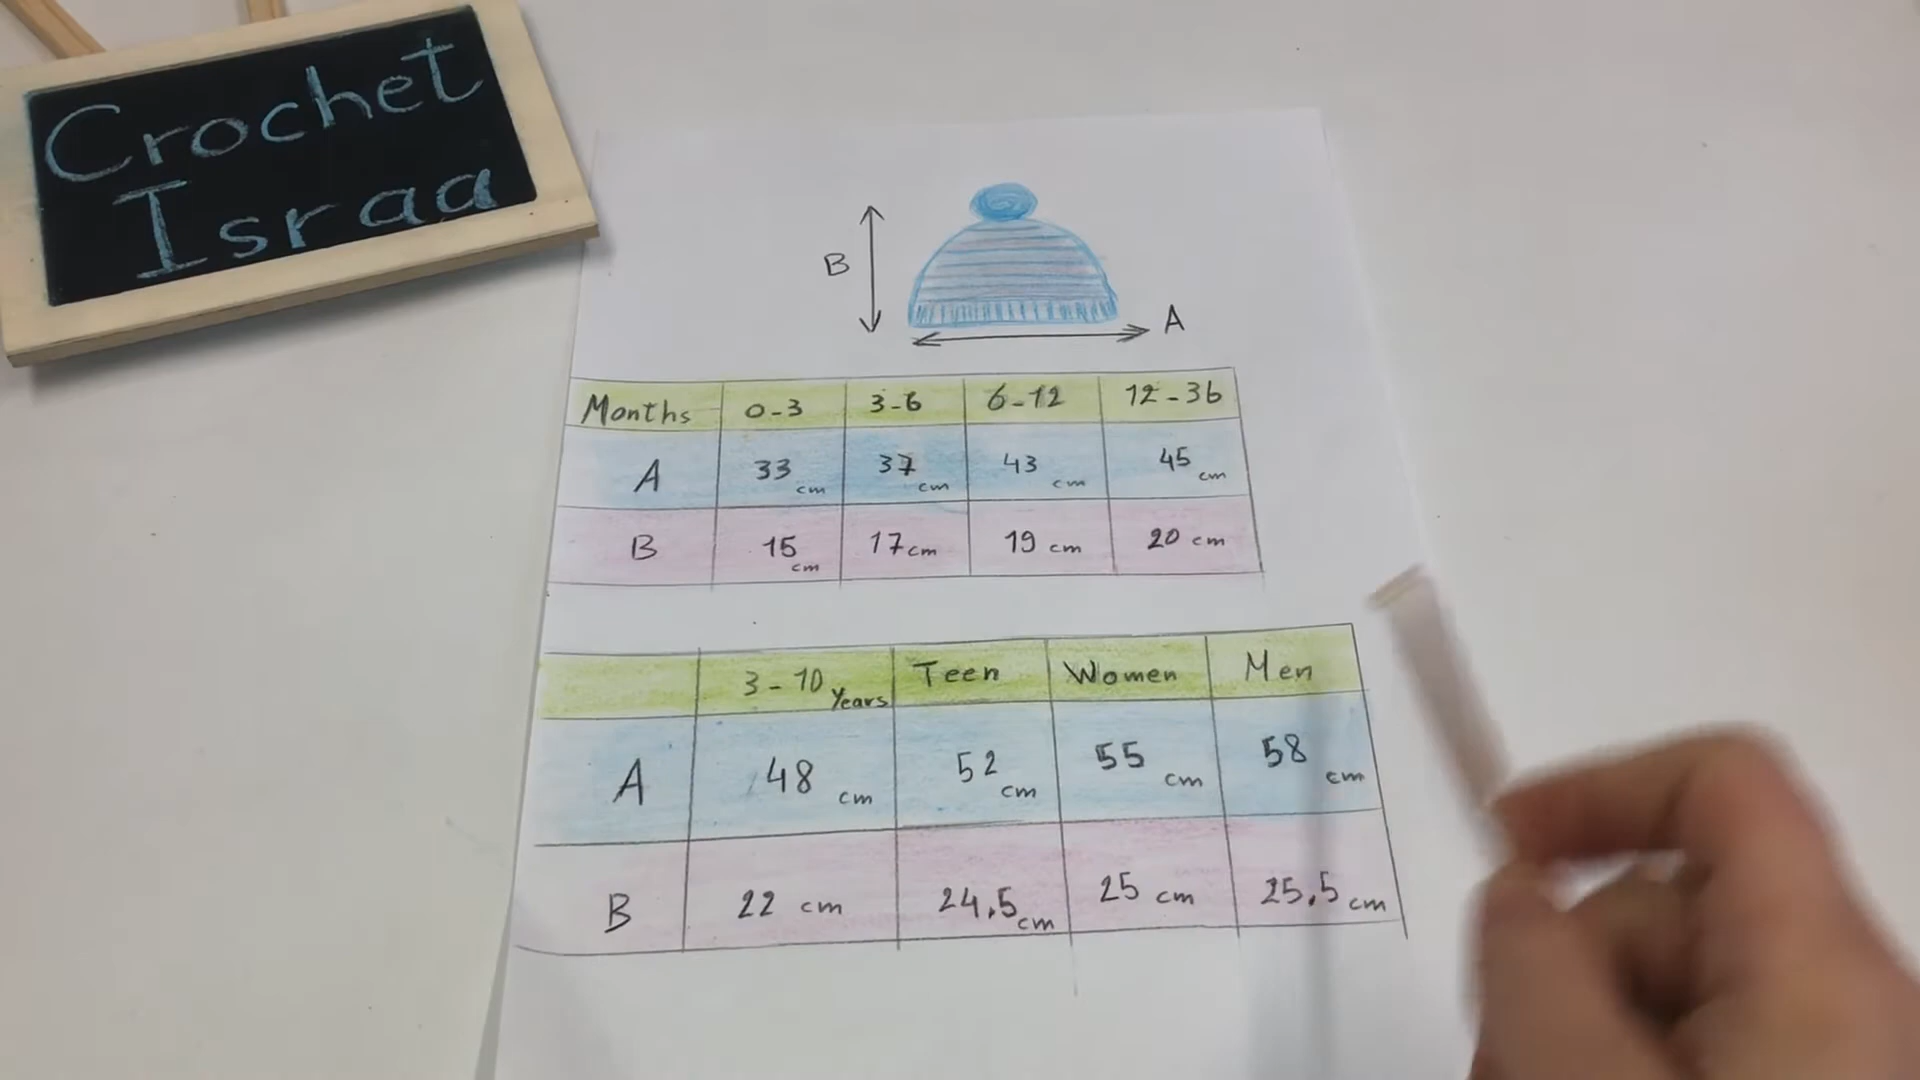 Crochet
Israa
B
A
Months 0-3 3-6 6-12 12-36
A 33 cm 37 cm 43 cm 45 cm
B 15 cm 17 cm 19 cm 20 cm
3-10 Years Teen Women Men
A 48 cm 52 cm 55 cm 58 cm
B 22 cm 24,5 cm 25 cm 25,5 cm